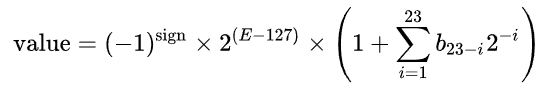 value = (−1)^sign × 2^(E−127) × (1 + ∑_{i=1}^{23} b_{23−i} 2^{−i})